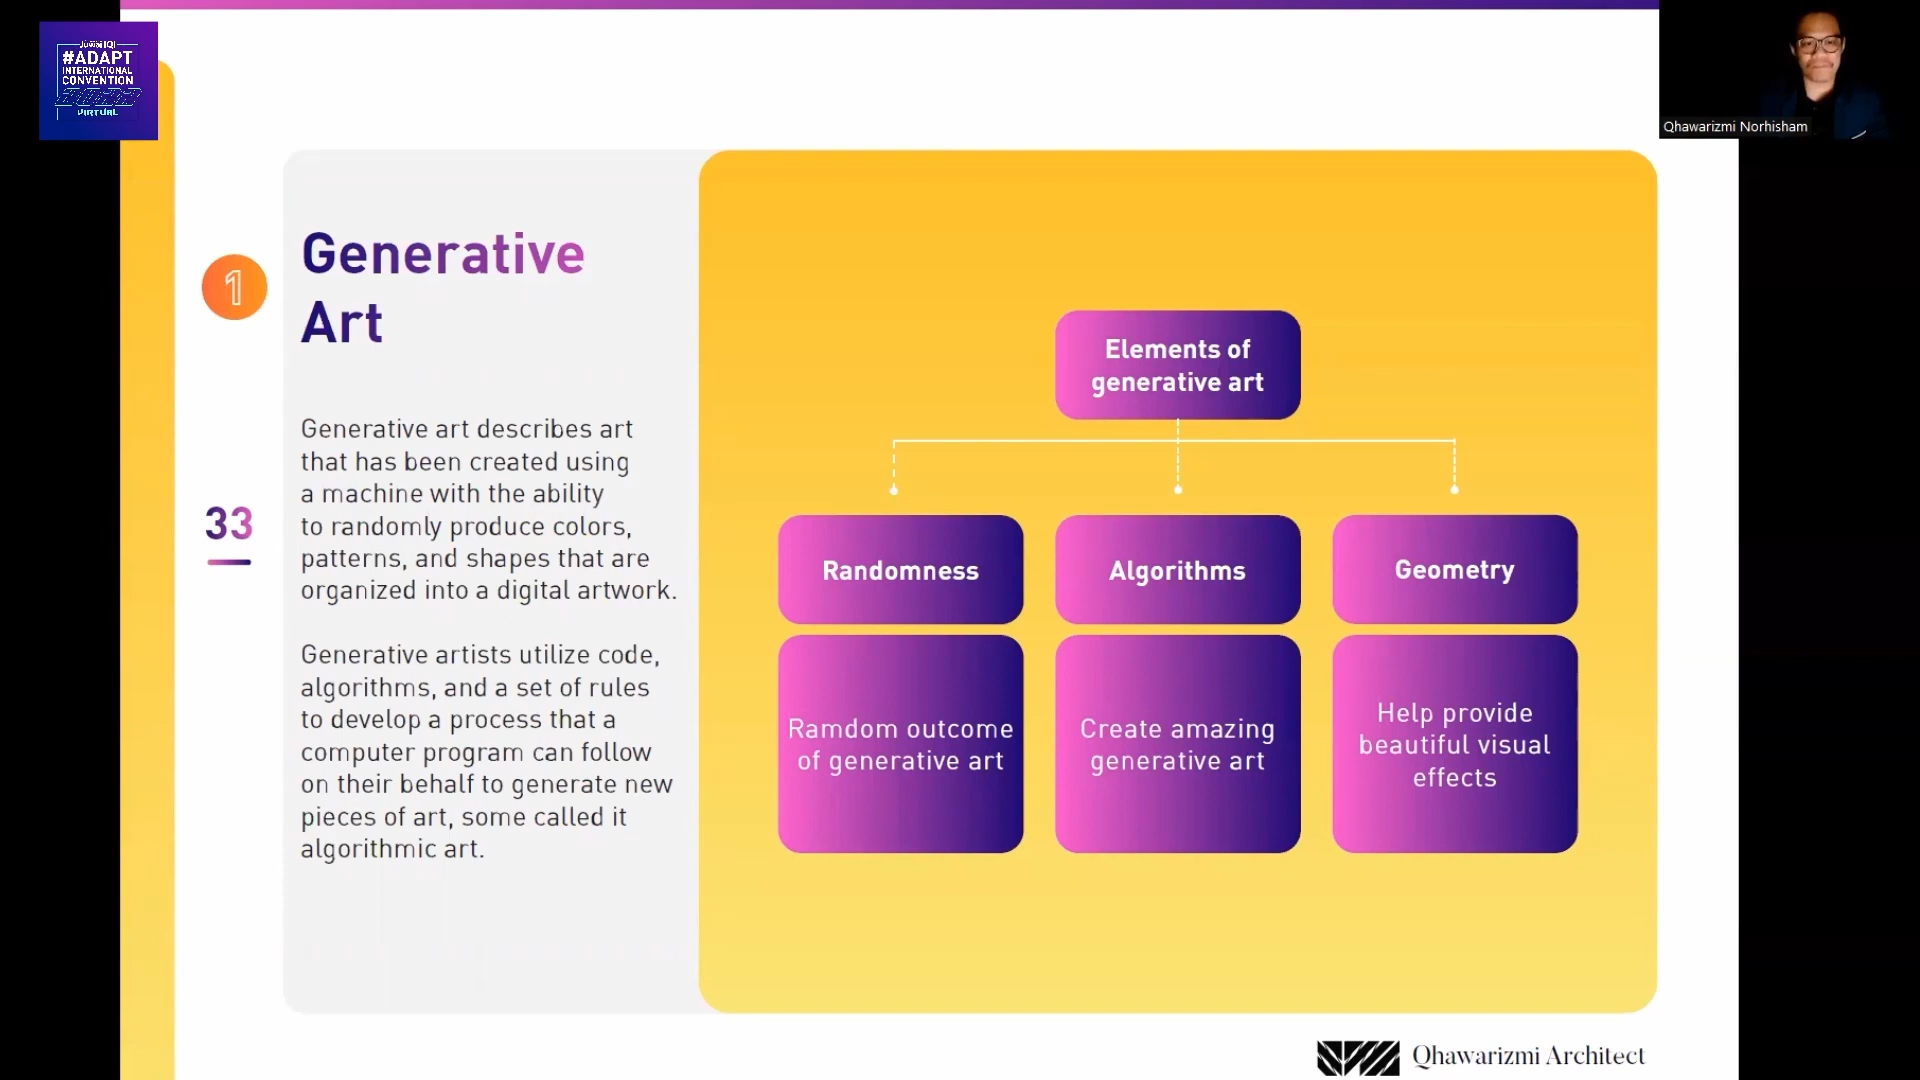 Juwai IQI
#ADAPT
INTERNATIONAL
CONVENTION
VIRTUAL
Qhawarizmi Norhisham
1
Generative
Art
33
Generative art describes art
that has been created using
a machine with the ability
to randomly produce colors,
patterns, and shapes that are
organized into a digital artwork.
Generative artists utilize code,
algorithms, and a set of rules
to develop a process that a
computer program can follow
on their behalf to generate new
pieces of art, some called it
algorithmic art.
Elements of
generative art
Randomness
Algorithms
Geometry
Ramdom outcome
of generative art
Create amazing
generative art
Help provide
beautiful visual
effects
Qhawarizmi Architect